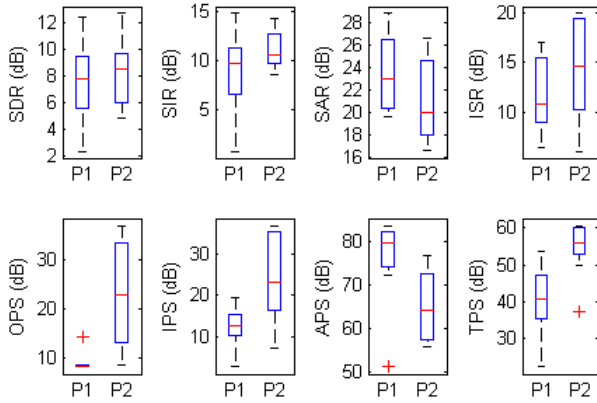 SDR (dB)
12
10
8
6
4
2
P1 P2
SIR (dB)
15
10
5
P1 P2
SAR (dB)
28
26
24
22
20
18
16
P1 P2
ISR (dB)
20
15
10
P1 P2
OPS (dB)
30
20
10
P1 P2
IPS (dB)
30
20
10
P1 P2
APS (dB)
80
70
60
50
P1 P2
TPS (dB)
60
50
40
30
P1 P2